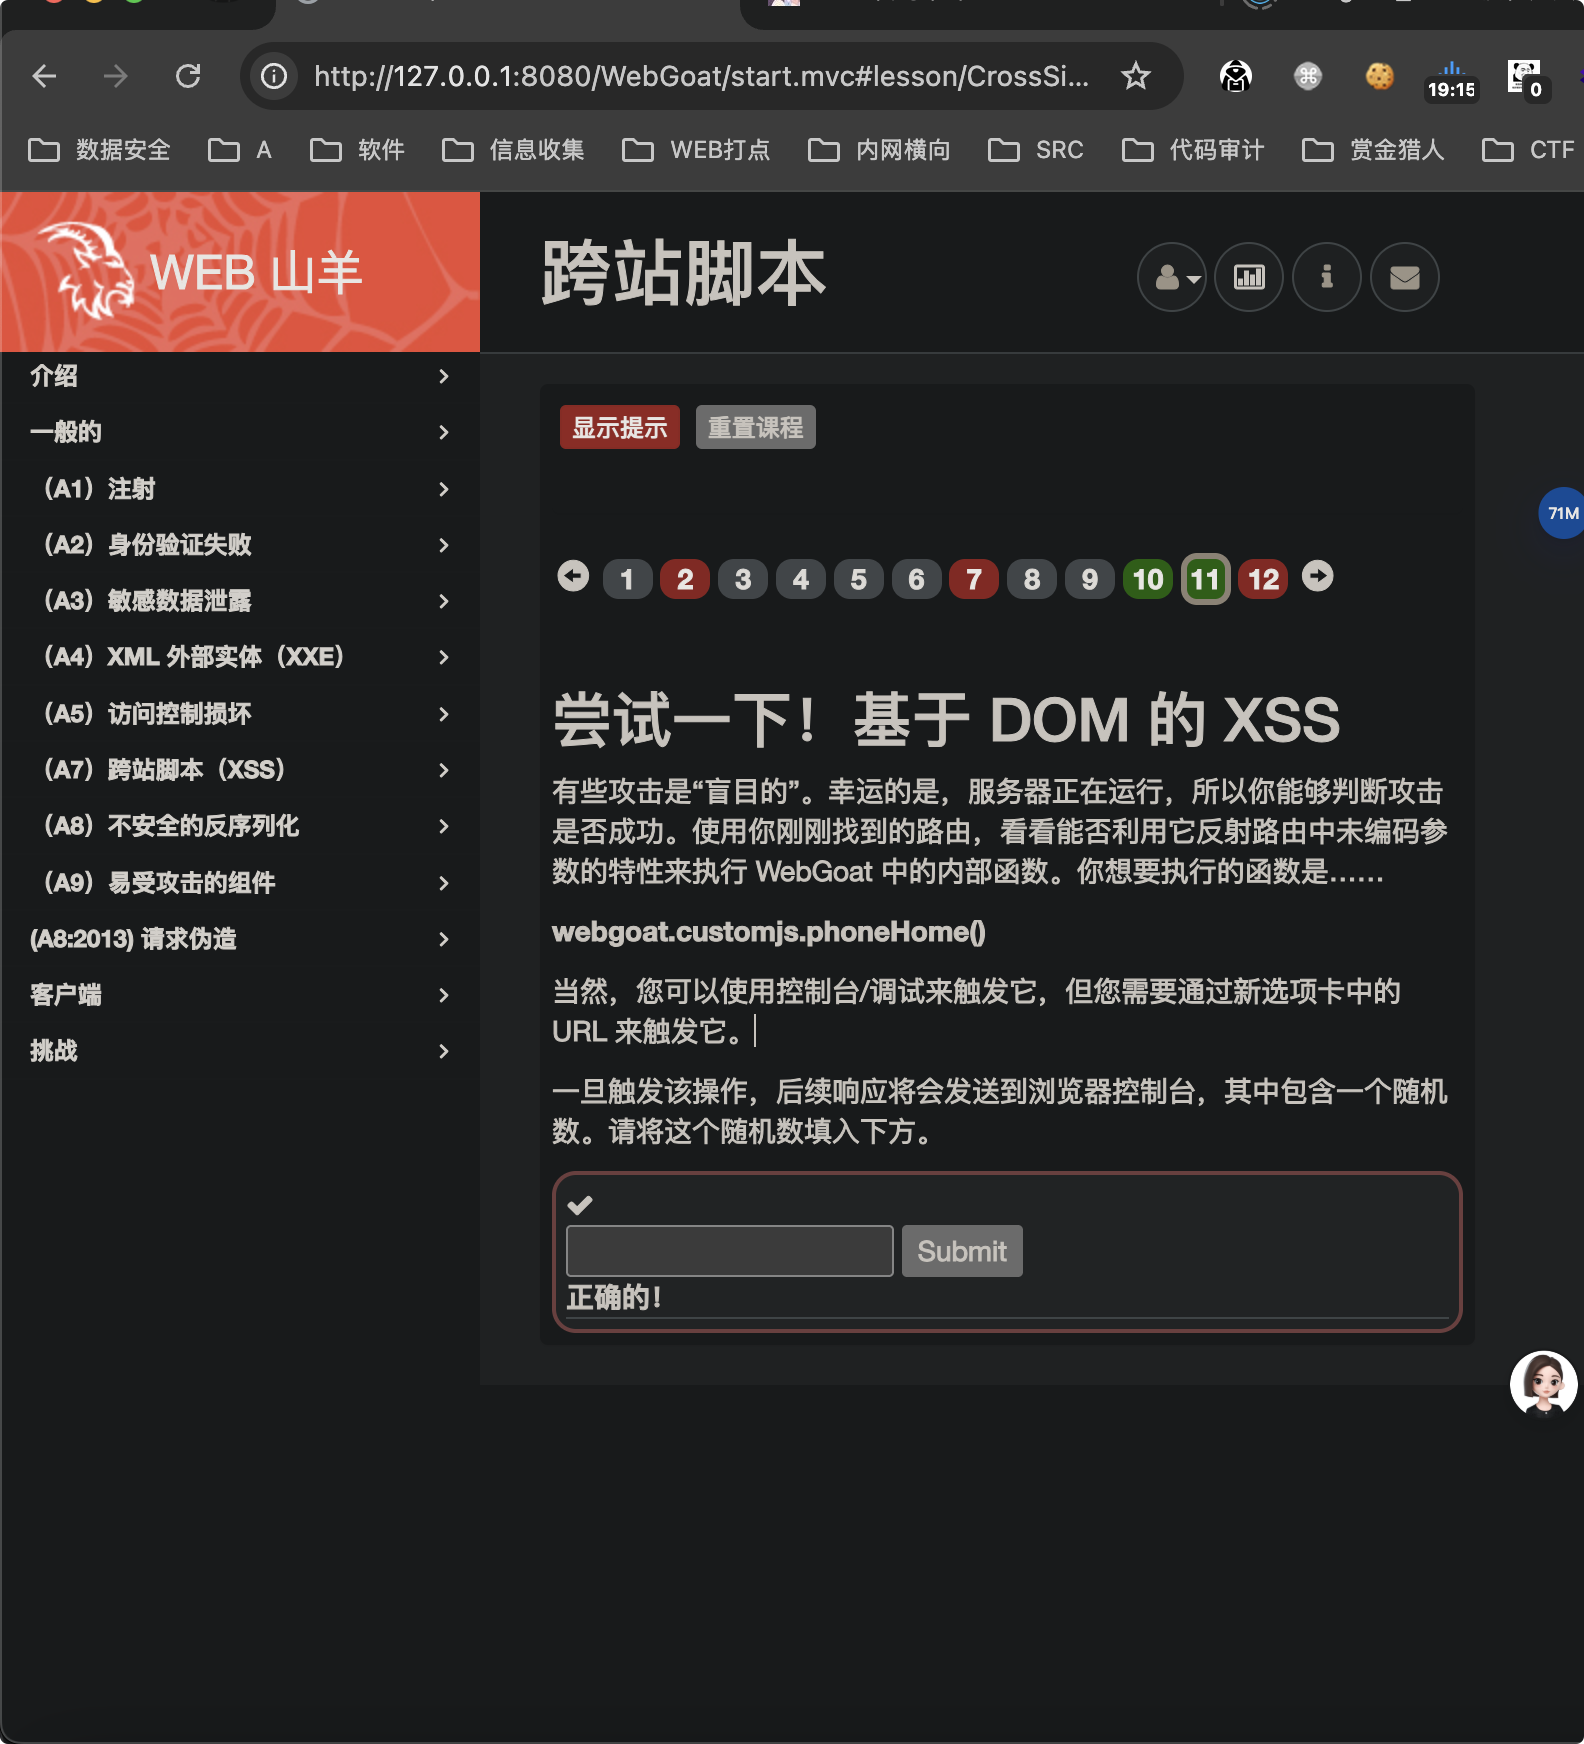 http://127.0.0.1:8080/WebGoat/start.mvc#lesson/CrossSi...
19:15
0
数据安全
A
软件
信息收集
WEB打点
内网横向
SRC
代码审计
赏金猎人
CTF
WEB 山羊
跨站脚本
介绍
一般的
（A1）注射
（A2）身份验证失败
（A3）敏感数据泄露
（A4）XML 外部实体（XXE）
（A5）访问控制损坏
（A7）跨站脚本（XSS）
（A8）不安全的反序列化
（A9）易受攻击的组件
(A8:2013) 请求伪造
客户端
挑战
显示提示
重置课程
71M
1 2 3 4 5 6 7 8 9 10 11 12
尝试一下！基于 DOM 的 XSS
有些攻击是“盲目的”。幸运的是，服务器正在运行，所以你能够判断攻击
是否成功。使用你刚刚找到的路由，看看能否利用它反射路由中未编码参
数的特性来执行 WebGoat 中的内部函数。你想要执行的函数是……
webgoat.customjs.phoneHome()
当然，您可以使用控制台/调试来触发它，但您需要通过新选项卡中的
URL 来触发它。
一旦触发该操作，后续响应将会发送到浏览器控制台，其中包含一个随机
数。请将这个随机数填入下方。
Submit
正确的！